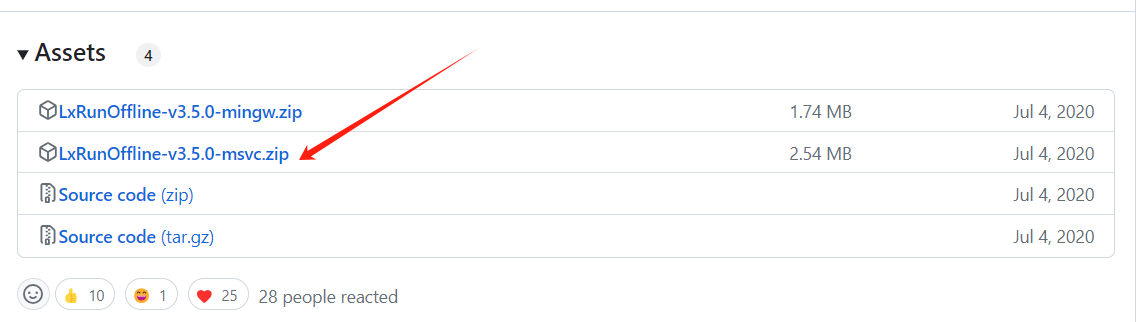 Assets 4
LxRunOffline-v3.5.0-mingw.zip 1.74 MB Jul 4, 2020
LxRunOffline-v3.5.0-msvc.zip 2.54 MB Jul 4, 2020
Source code (zip) Jul 4, 2020
Source code (tar.gz) Jul 4, 2020
10 1 25 28 people reacted